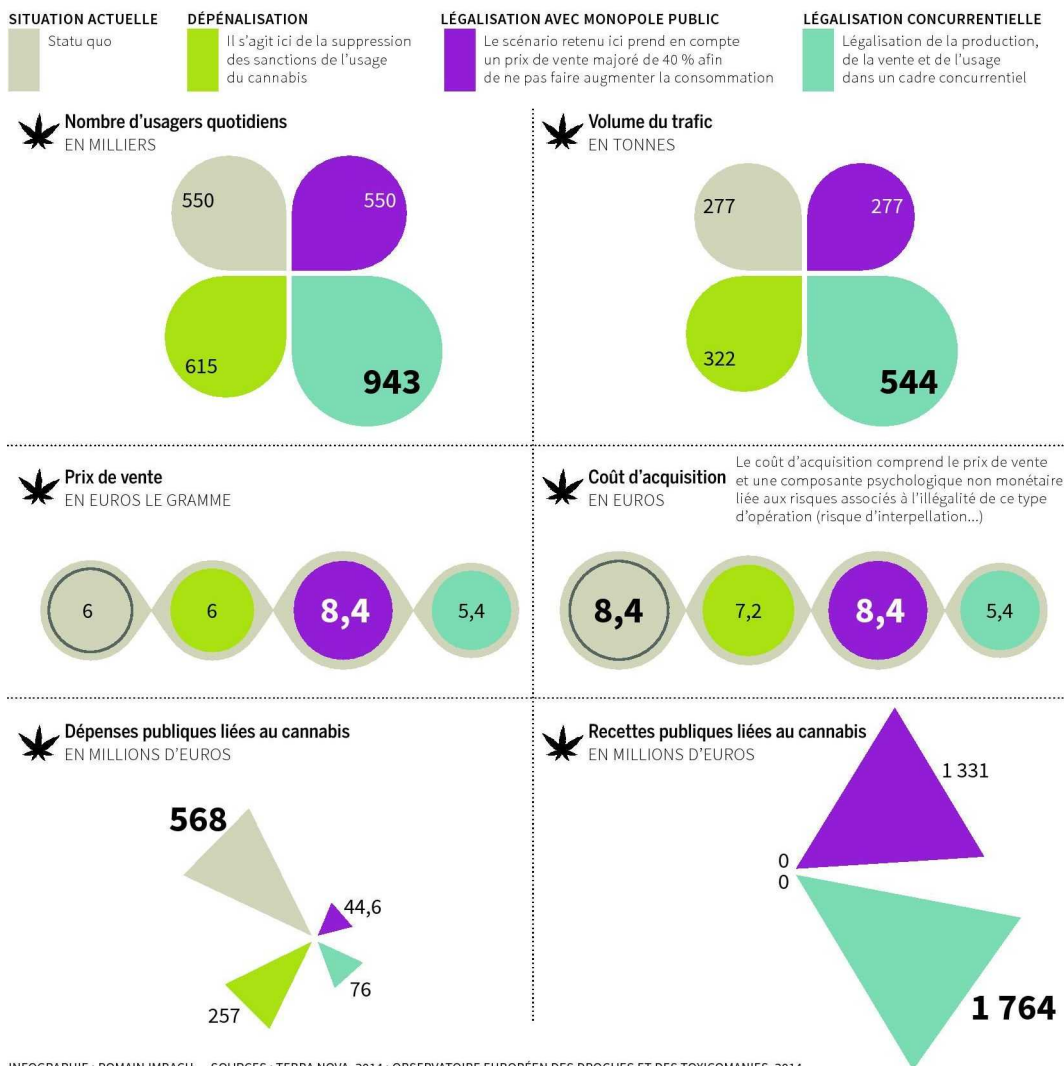 SITUATION ACTUELLE
Statu quo
DÉPÉNALISATION
Il s'agit ici de la suppression
des sanctions de l'usage
du cannabis
LÉGALISATION AVEC MONOPOLE PUBLIC
Le scénario retenu ici prend en compte
un prix de vente majoré de 40 % afin
de ne pas faire augmenter la consommation
LÉGALISATION CONCURRENTIELLE
Légalisation de la production,
de la vente et de l'usage
dans un cadre concurrentiel
Nombre d'usagers quotidiens
EN MILLIERS
550
550
615
943
Volume du trafic
EN TONNES
277
277
322
544
Prix de vente
EN EUROS LE GRAMME
6
6
8,4
5,4
Coût d'acquisition
EN EUROS
Le coût d'acquisition comprend le prix de vente
et une composante psychologique non monétaire
liée aux risques associés à l'illégalité de ce type
d'opération (risque d'interpellation...)
8,4
7,2
8,4
5,4
Dépenses publiques liées au cannabis
EN MILLIONS D'EUROS
568
44,6
257
76
Recettes publiques liées au cannabis
EN MILLIONS D'EUROS
1 331
0
0
1 764
INFOGRAPHIE : ROMAIN IMBACH SOURCES : TERRA NOVA, 2014 ; OBSERVATOIRE EUROPÉEN DES DROGUES ET DES TOXICOMANIES, 2014